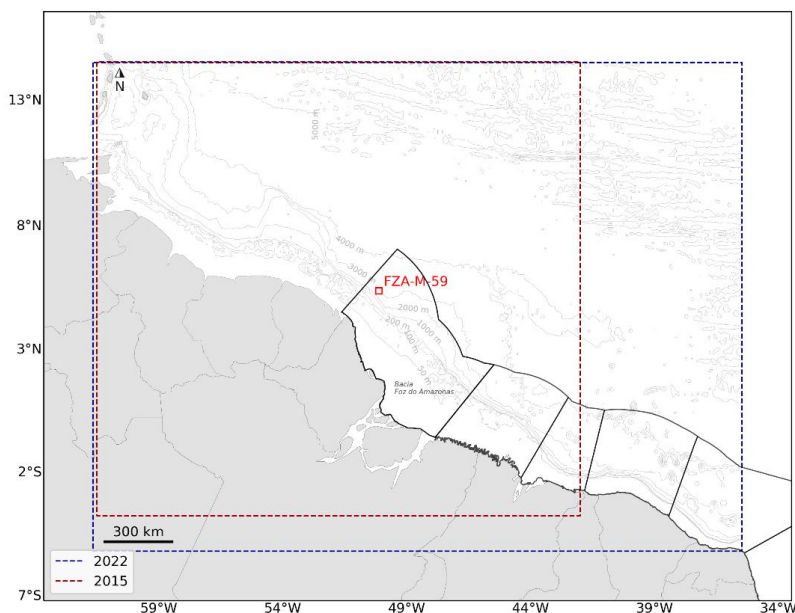 N
13°N
5000 m
8°N
4000 m
3000 m
FZA-M-59
2000 m
200 m
1000 m
100 m
3°N
50 m
Bacia
Foz do Amazonas
2°S
300 km
2022
2015
7°S
59°W
54°W
49°W
44°W
39°W
34°W